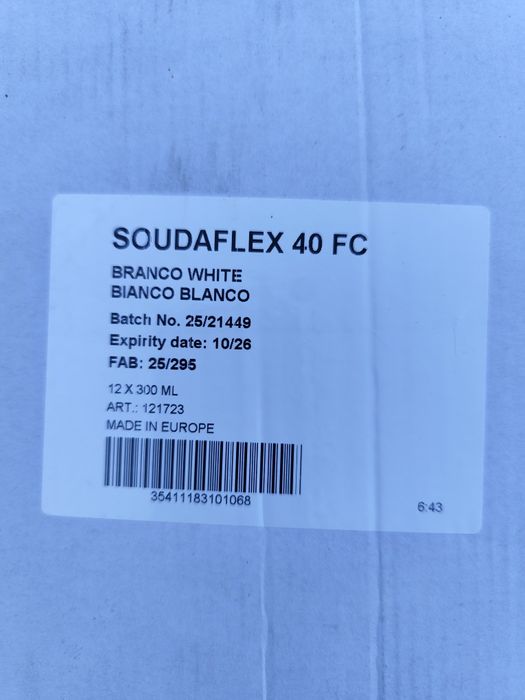 SOUDAFLEX 40 FC
BRANCO WHITE
BIANCO BLANCO
Batch No. 25/21449
Expirity date: 10/26
FAB: 25/295
12 X 300 ML
ART.: 121723
MADE IN EUROPE
35411183101068
6:43